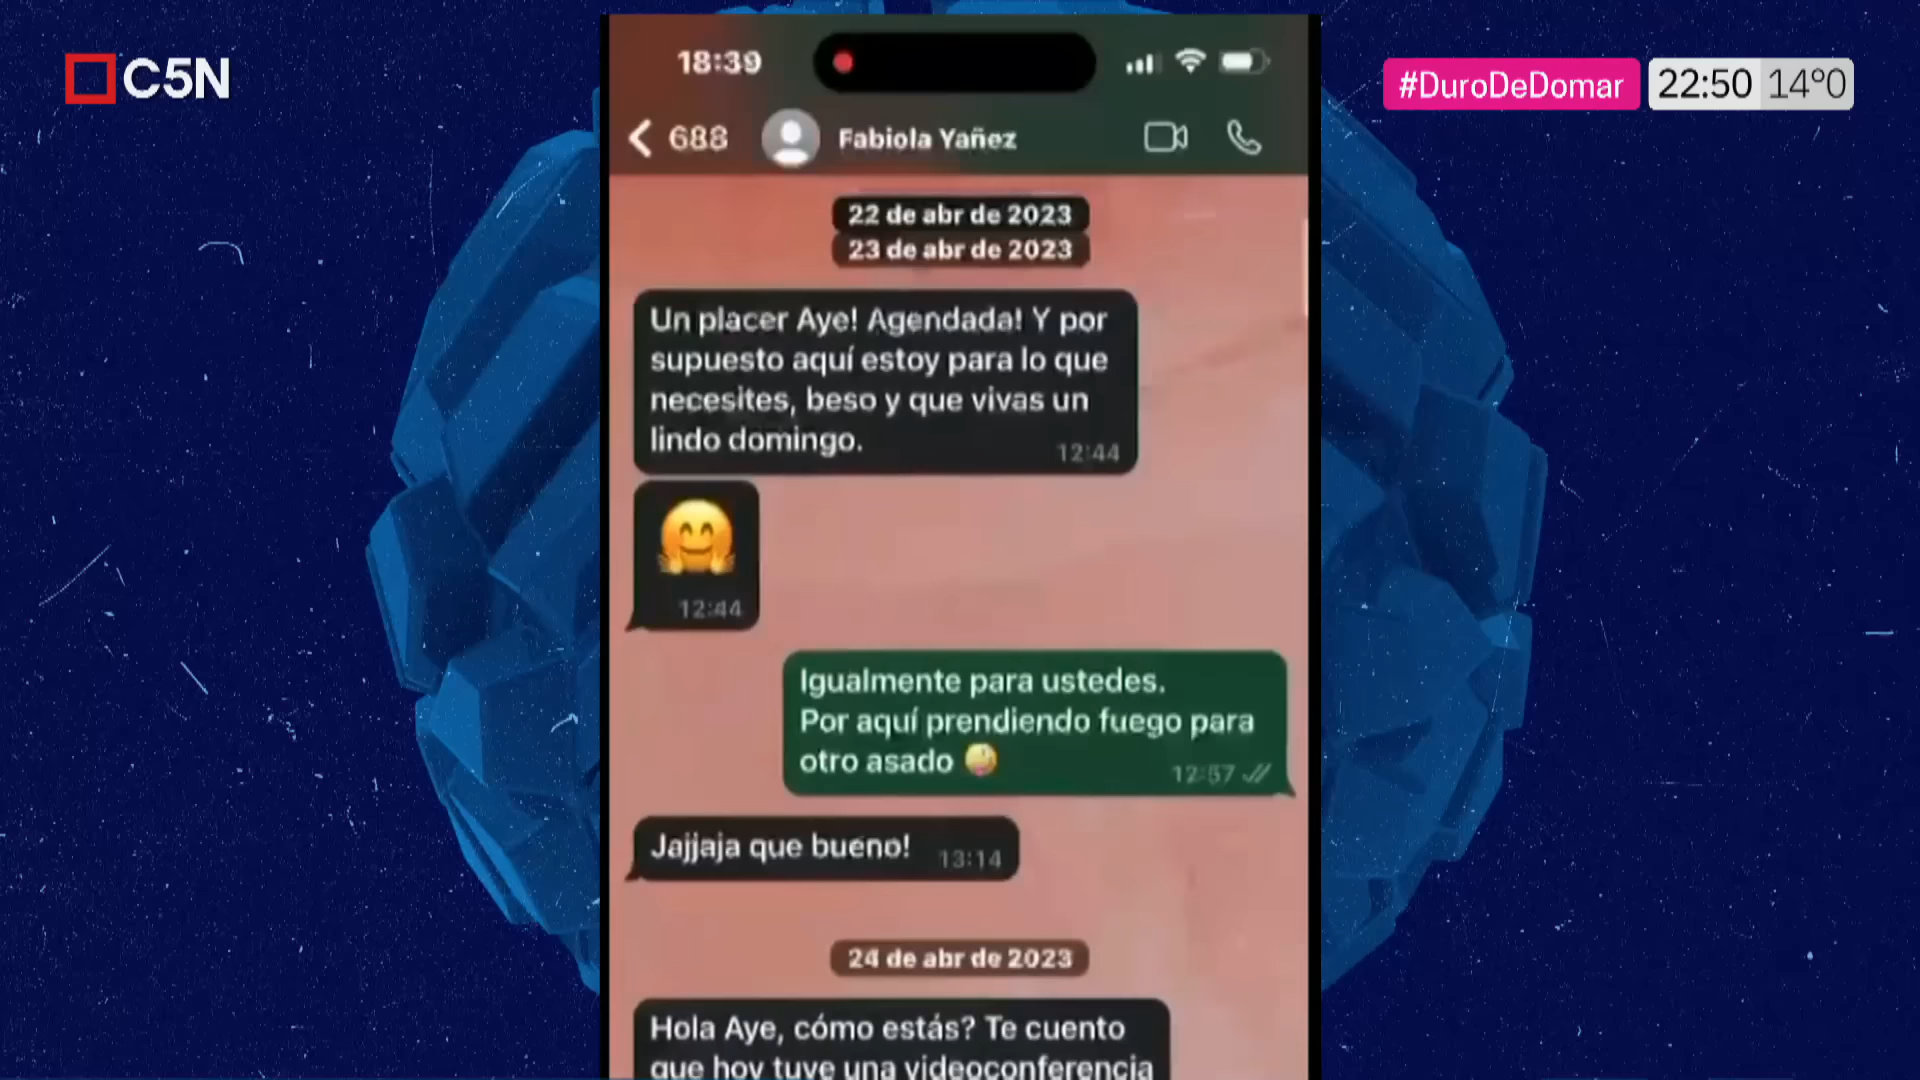 C5N
#DuroDeDomar
22:50
14º0
18:39
688
Fabiola Yañez
22 de abr de 2023
23 de abr de 2023
Un placer Aye! Agendada! Y por
supuesto aquí estoy para lo que
necesites, beso y que vivas un
lindo domingo.
12:44
12:44
Igualmente para ustedes.
Por aquí prendiendo fuego para
otro asado
12:57
Jajjaja que bueno!
13:14
24 de abr de 2023
Hola Aye, cómo estás? Te cuento
que hoy tuve una videoconferencia